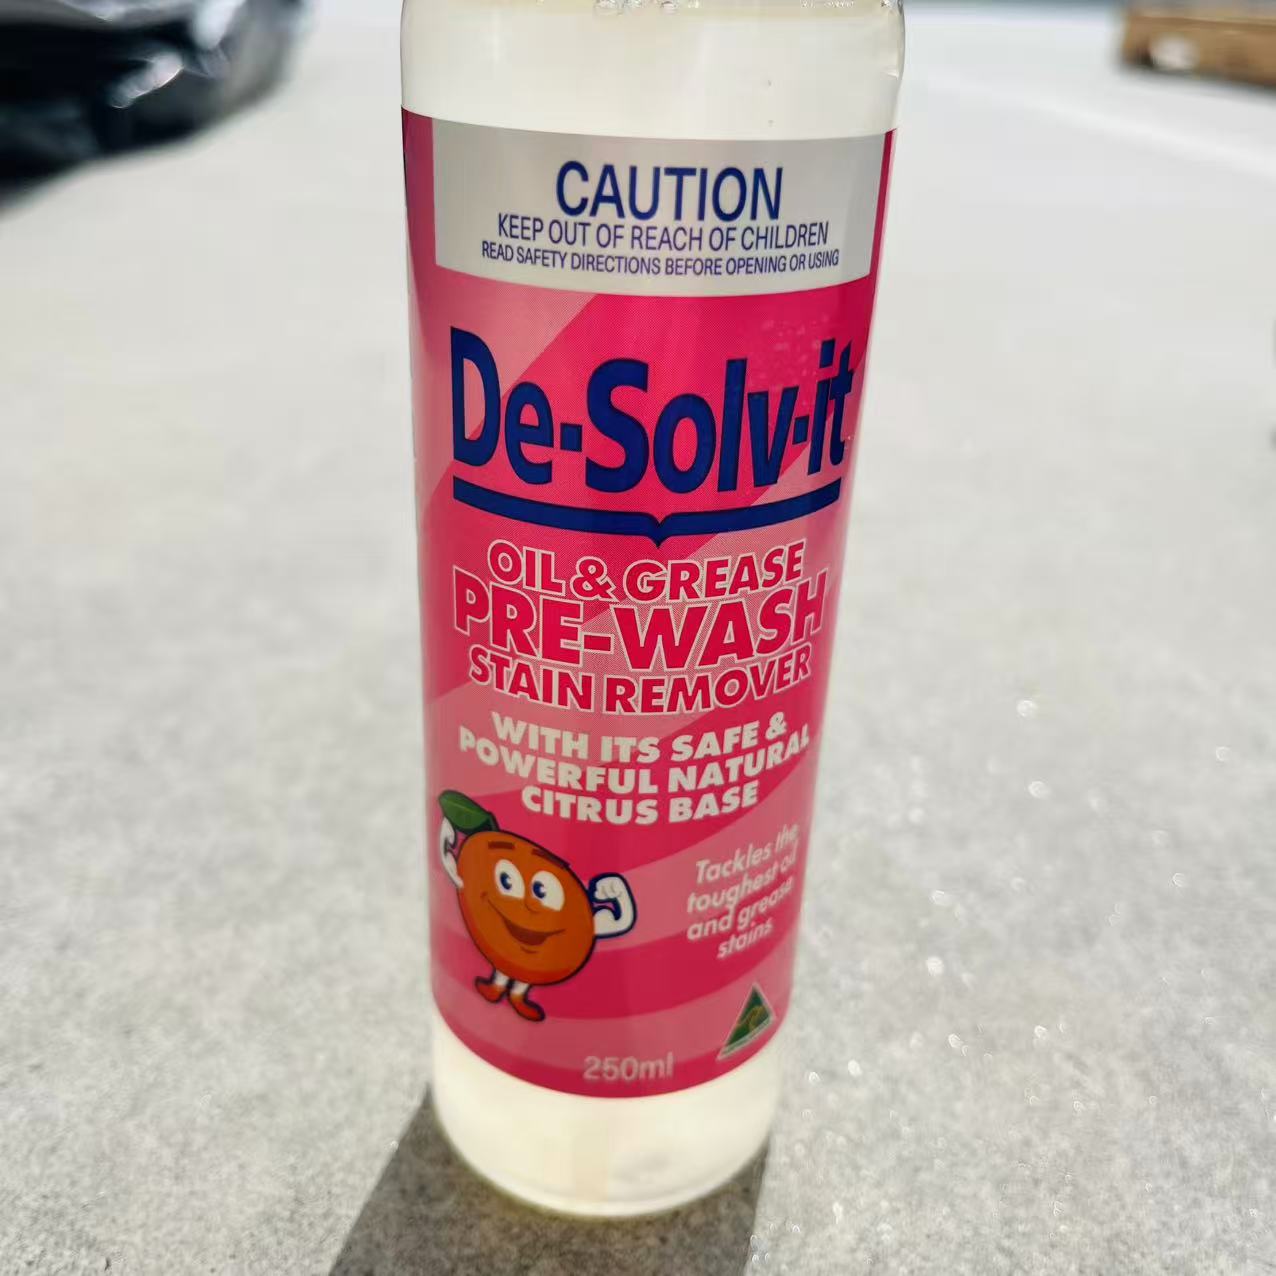 CAUTION
KEEP OUT OF REACH OF CHILDREN
READ SAFETY DIRECTIONS BEFORE OPENING OR USING
De-Solv-it
OIL & GREASE
PRE-WASH
STAIN REMOVER
WITH ITS SAFE &
POWERFUL NATURAL
CITRUS BASE
Tackles the
toughest oil
and grease
stains
250ml